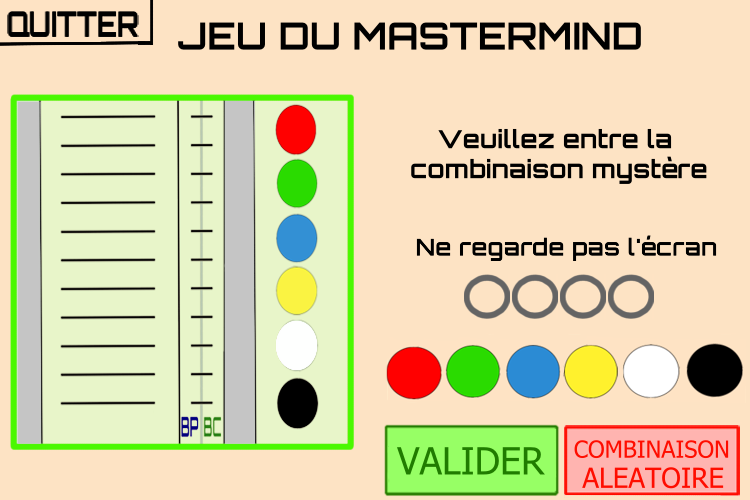 QUITTER
JEU DU MASTERMIND
Veuillez entre la
combinaison mystère
Ne regarde pas l'écran
BP BC
VALIDER
COMBINAISON
ALEATOIRE